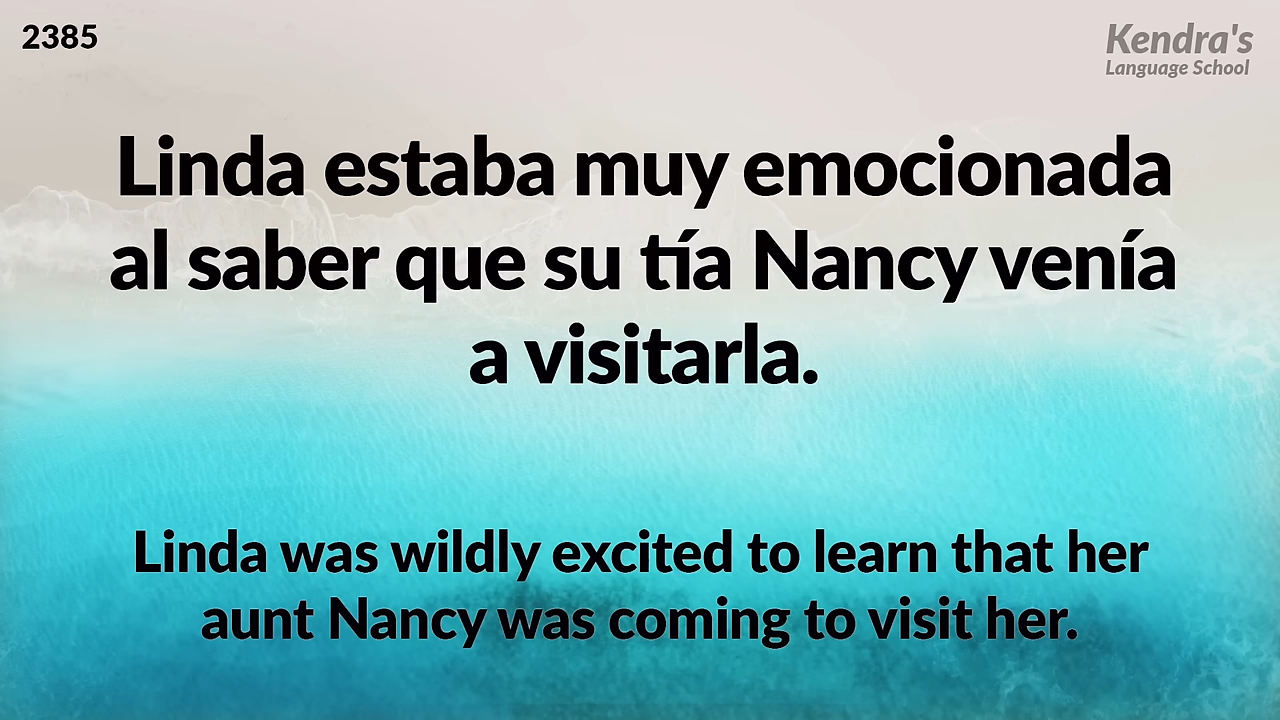 2385
Kendra's
Language School
Linda estaba muy emocionada
al saber que su tía Nancy venía
a visitarla.
Linda was wildly excited to learn that her
aunt Nancy was coming to visit her.